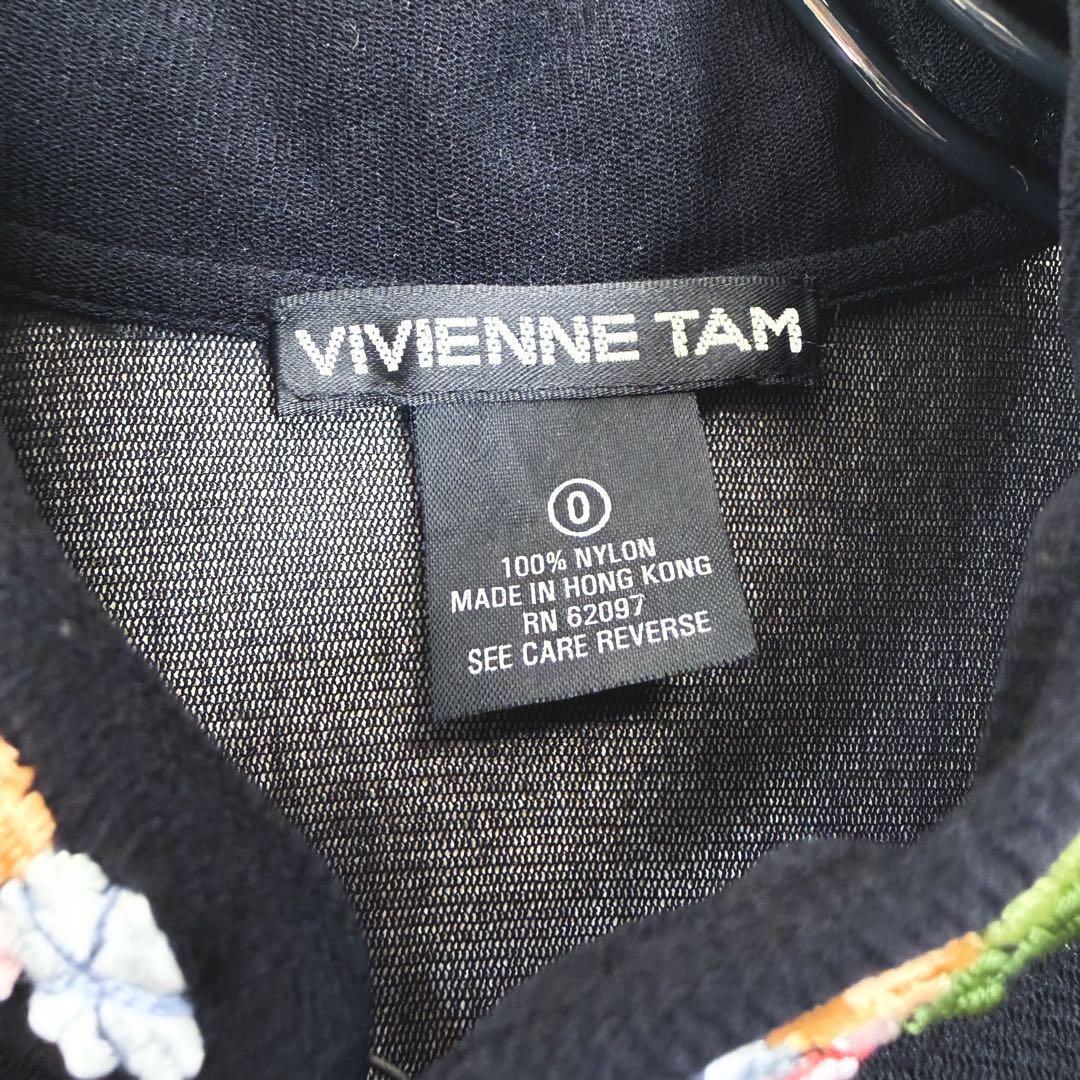 VIVIENNE TAM
0
100% NYLON
MADE IN HONG KONG
RN 62097
SEE CARE REVERSE